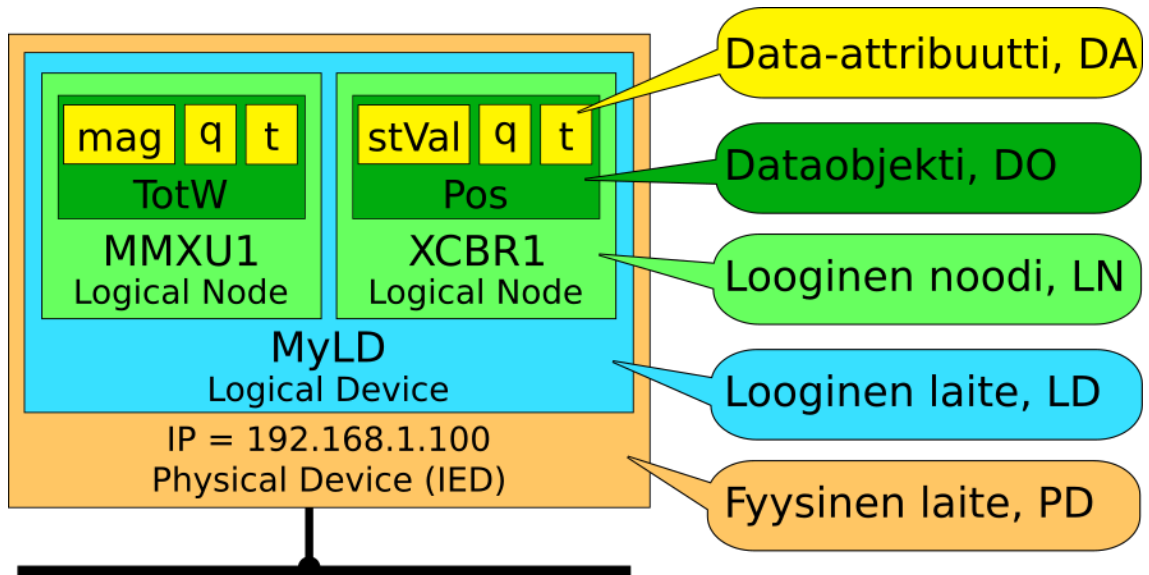 mag q t
TotW
MMXU1
Logical Node
stVal q t
Pos
XCBR1
Logical Node
MyLD
Logical Device
IP = 192.168.1.100
Physical Device (IED)
Data-attribuutti, DA
Dataobjekti, DO
Looginen noodi, LN
Looginen laite, LD
Fyysinen laite, PD